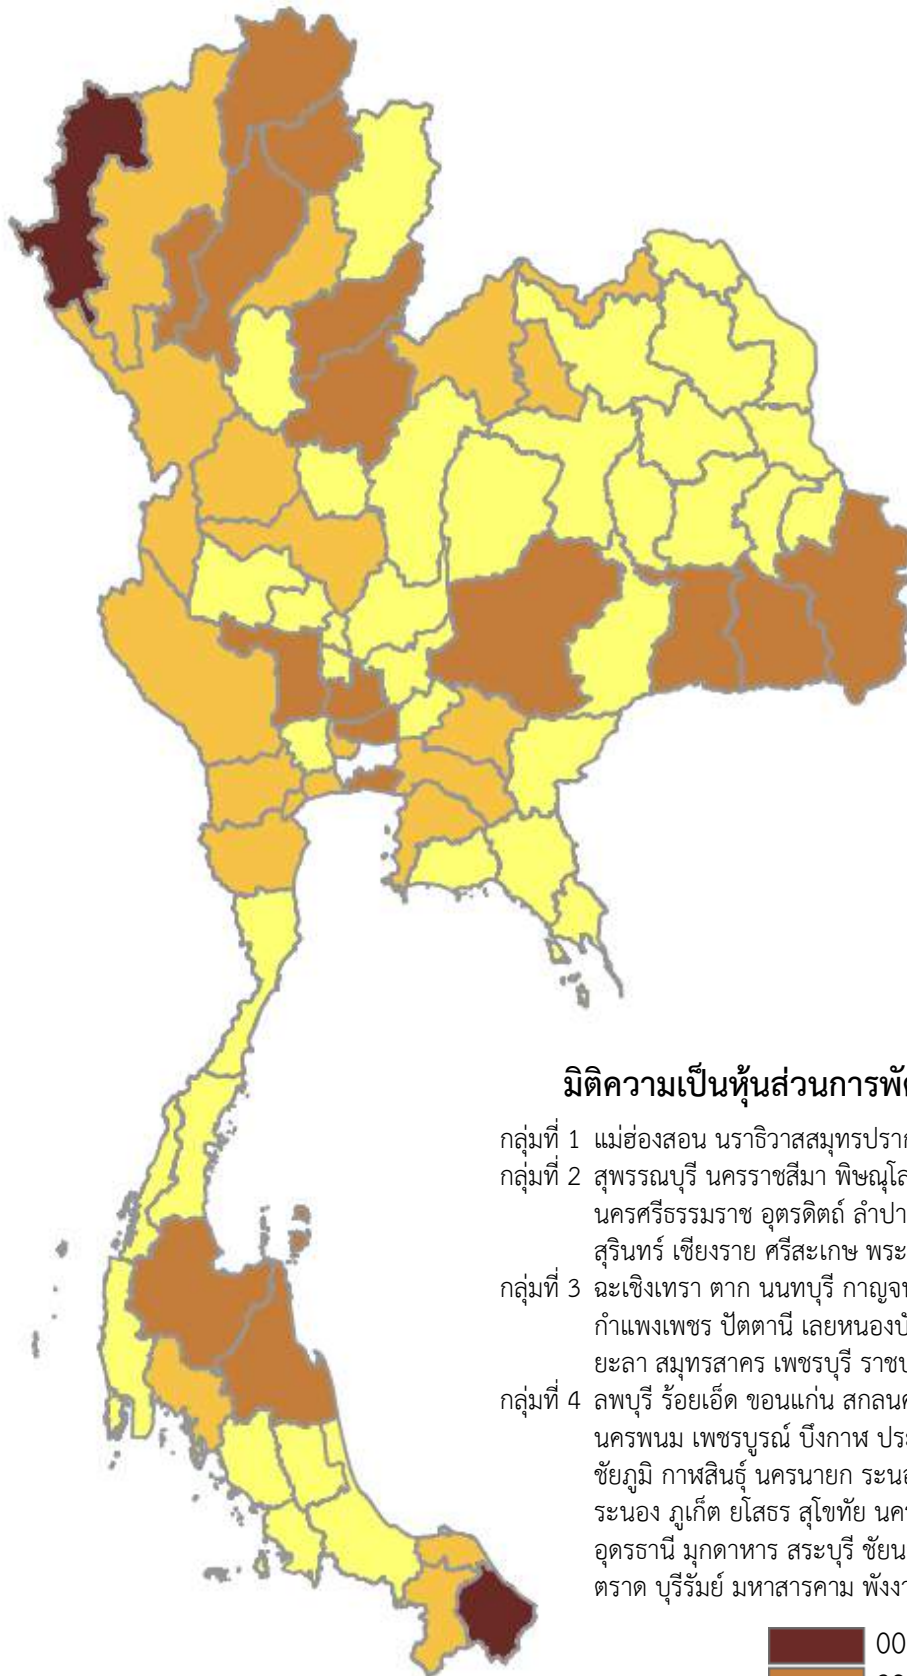 มิติความเป็นหุ้นส่วนการพัฒ
กลุ่มที่ 1 แม่ฮ่องสอน นราธิวาสสมุทรปราก
กลุ่มที่ 2 สุพรรณบุรี นครราชสีมา พิษณุโล
นครศรีธรรมราช อุตรดิตถ์ ลำปา
สุรินทร์ เชียงราย ศรีสะเกษ พระ
กลุ่มที่ 3 ฉะเชิงเทรา ตาก นนทบุรี กาญจน
กำแพงเพชร ปัตตานี เลยหนองบั
ยะลา สมุทรสาคร เพชรบุรี ราชบ
กลุ่มที่ 4 ลพบุรี ร้อยเอ็ด ขอนแก่น สกลนค
นครพนม เพชรบูรณ์ บึงกาฬ ประ
ชัยภูมิ กาฬสินธุ์ นครนายก ระนอ
ระนอง ภูเก็ต ยโสธร สุโขทัย นคร
อุดรธานี มุกดาหาร สระบุรี ชัยน
ตราด บุรีรัมย์ มหาสารคาม พังงา
00